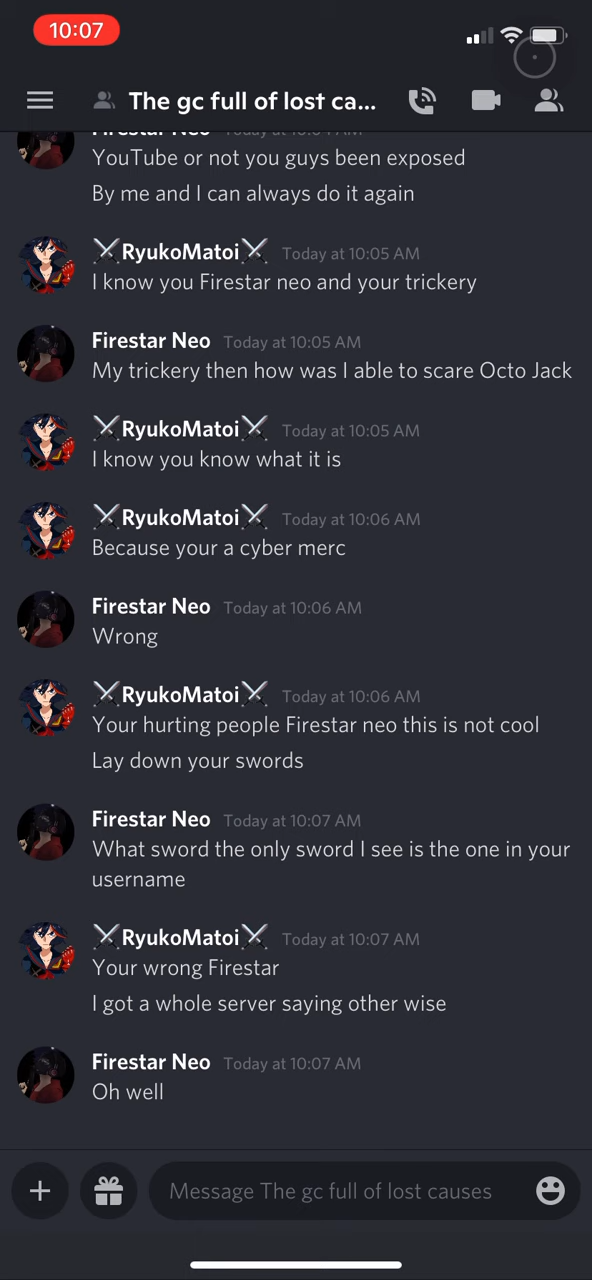 10:07
The gc full of lost ca...
Firestar Neo Today at 10:04 AM
YouTube or not you guys been exposed
By me and I can always do it again
⚔RyukoMatoi⚔ Today at 10:05 AM
I know you Firestar neo and your trickery
Firestar Neo Today at 10:05 AM
My trickery then how was I able to scare Octo Jack
⚔RyukoMatoi⚔ Today at 10:05 AM
I know you know what it is
⚔RyukoMatoi⚔ Today at 10:06 AM
Because your a cyber merc
Firestar Neo Today at 10:06 AM
Wrong
⚔RyukoMatoi⚔ Today at 10:06 AM
Your hurting people Firestar neo this is not cool
Lay down your swords
Firestar Neo Today at 10:07 AM
What sword the only sword I see is the one in your
username
⚔RyukoMatoi⚔ Today at 10:07 AM
Your wrong Firestar
I got a whole server saying other wise
Firestar Neo Today at 10:07 AM
Oh well
Message The gc full of lost causes